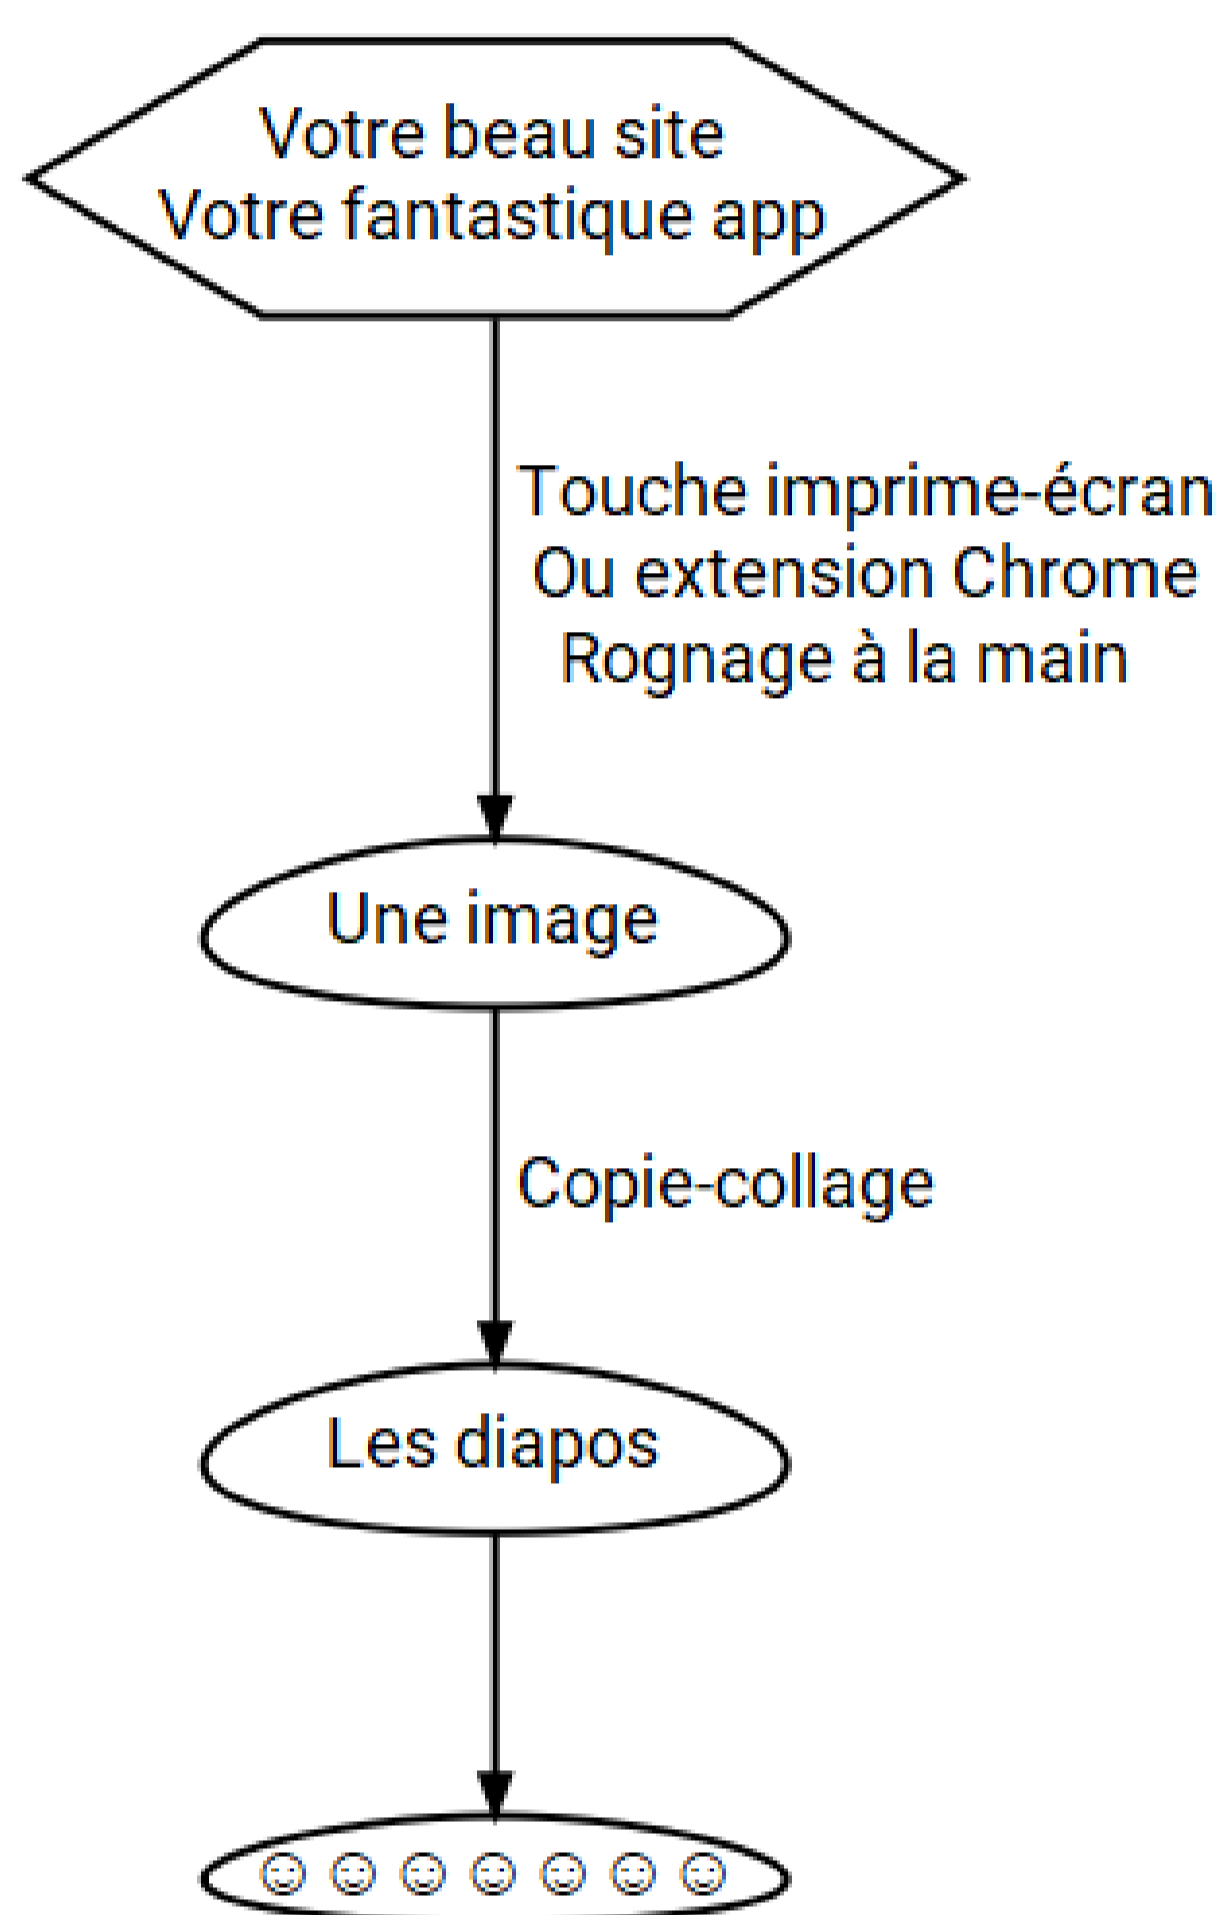 Votre beau site
Votre fantastique app
Touche imprime-écran
Ou extension Chrome
Rognage à la main
Une image
Copie-collage
Les diapos
☺ ☺ ☺ ☺ ☺ ☺ ☺